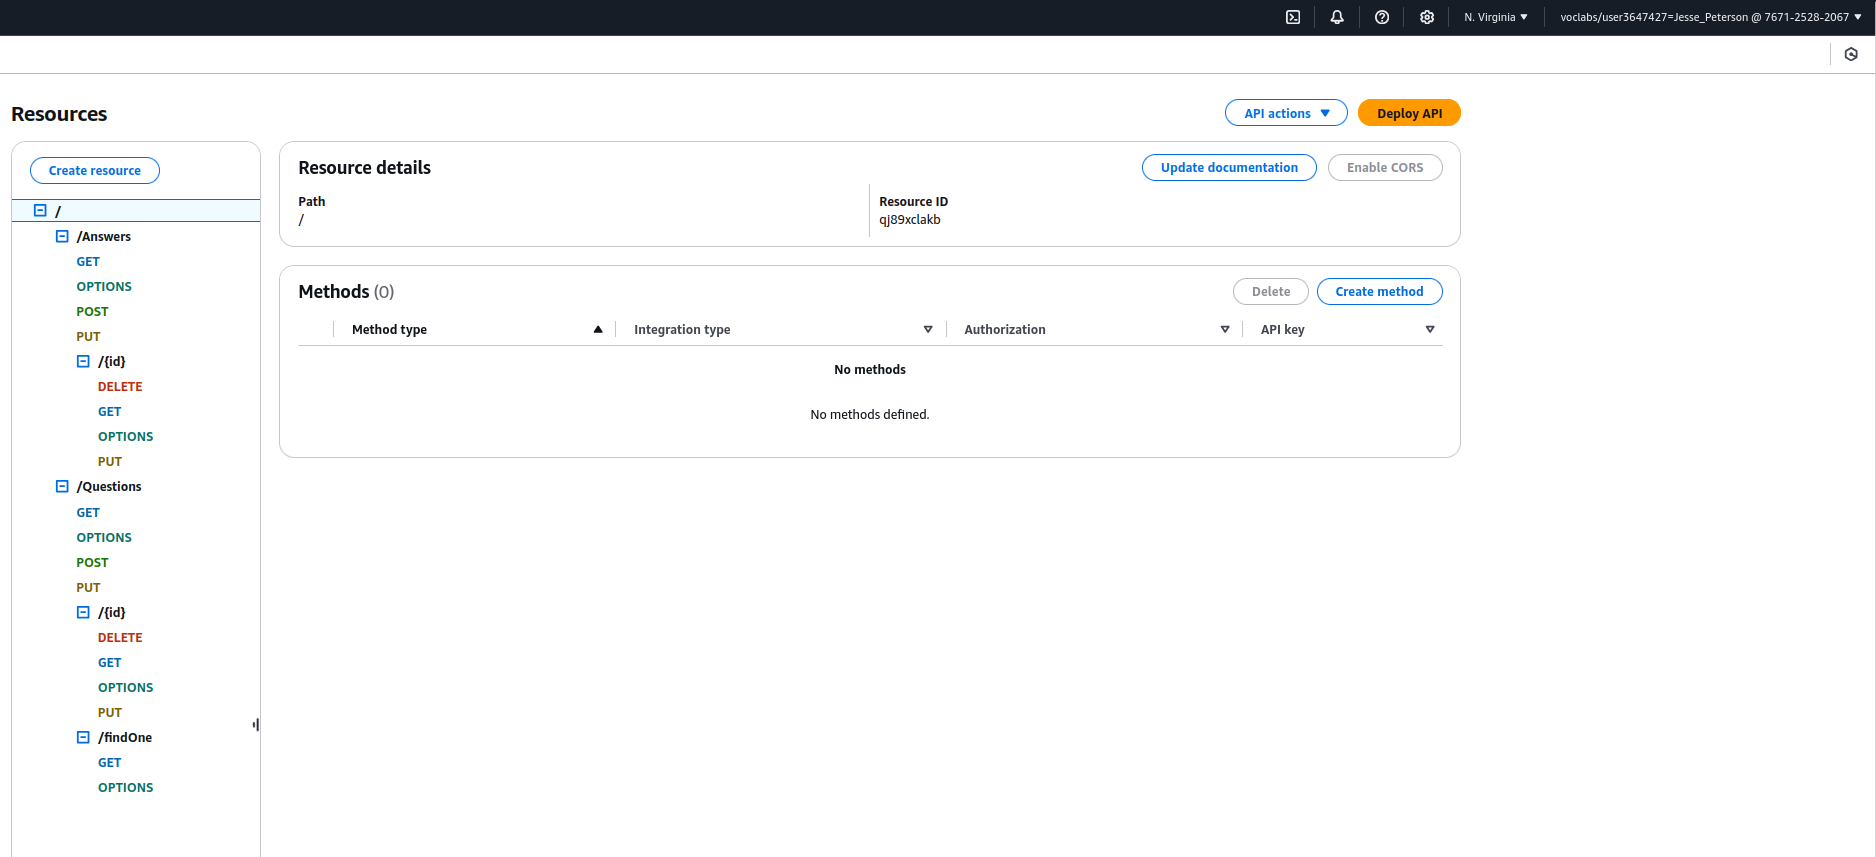 N. Virginia
voclabs/user3647427=Jesse_Peterson @ 7671-2528-2067
Resources
API actions
Deploy API
Create resource
/
/Answers
GET
OPTIONS
POST
PUT
/{id}
DELETE
GET
OPTIONS
PUT
/Questions
GET
OPTIONS
POST
PUT
/{id}
DELETE
GET
OPTIONS
PUT
/findOne
GET
OPTIONS
Resource details
Update documentation
Enable CORS
Path
/
Resource ID
qj89xclakb
Methods (0)
Delete
Create method
Method type
Integration type
Authorization
API key
No methods
No methods defined.